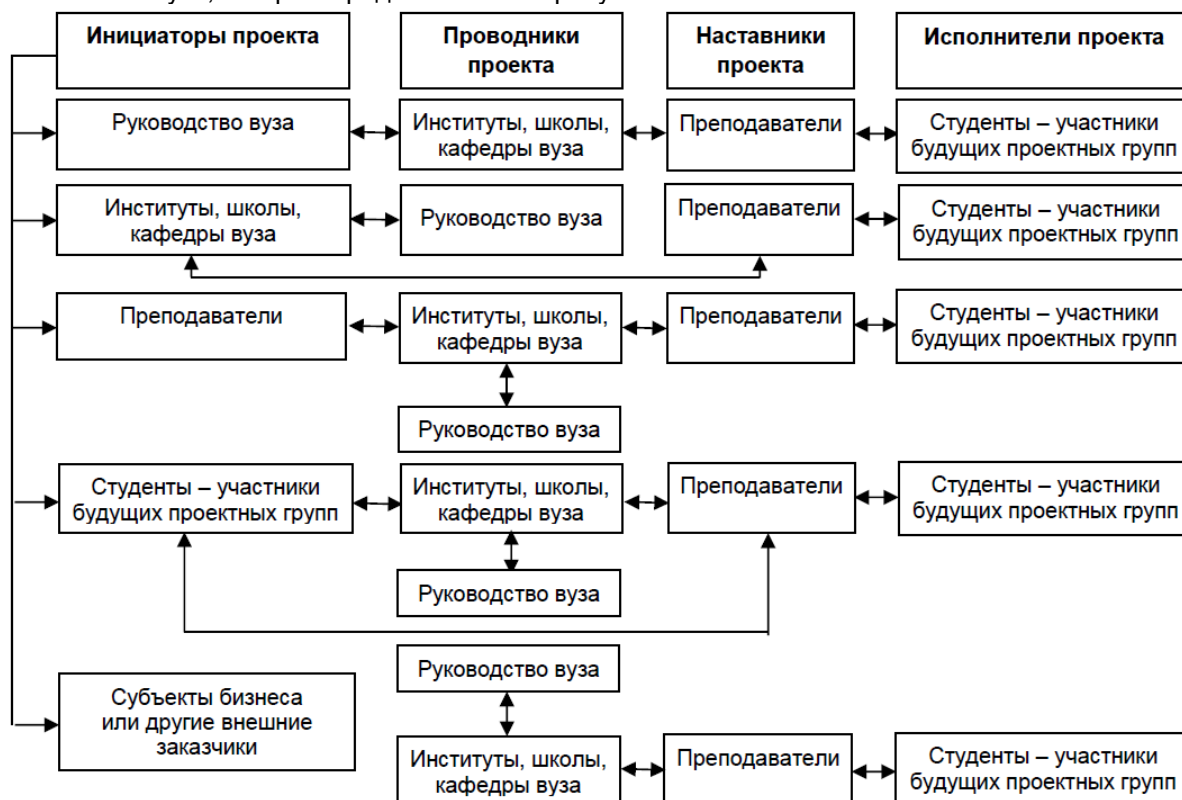 Инициаторы проекта
Проводники
проекта
Наставники
проекта
Исполнители проекта
Руководство вуза
Институты, школы,
кафедры вуза
Преподаватели
Студенты – участники
будущих проектных групп
Институты, школы,
кафедры вуза
Руководство вуза
Преподаватели
Студенты – участники
будущих проектных групп
Преподаватели
Институты, школы,
кафедры вуза
Преподаватели
Студенты – участники
будущих проектных групп
Руководство вуза
Студенты – участники
будущих проектных групп
Институты, школы,
кафедры вуза
Преподаватели
Студенты – участники
будущих проектных групп
Руководство вуза
Руководство вуза
Субъекты бизнеса
или другие внешние
заказчики
Институты, школы,
кафедры вуза
Преподаватели
Студенты – участники
будущих проектных групп